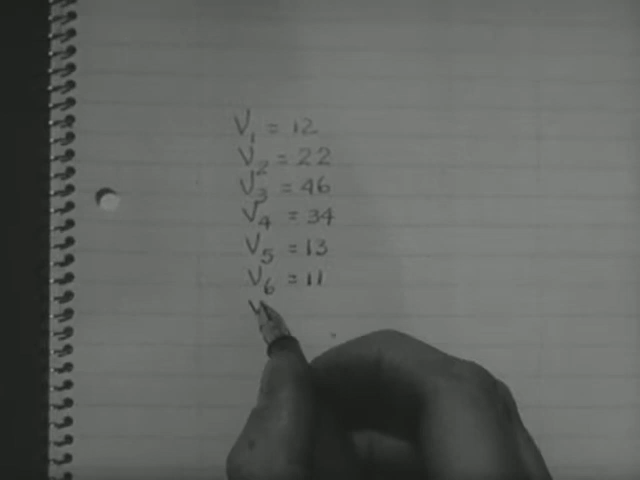 V₁ = 12
V₂ = 22
V₃ = 46
V₄ = 34
V₅ = 13
V₆ = 11